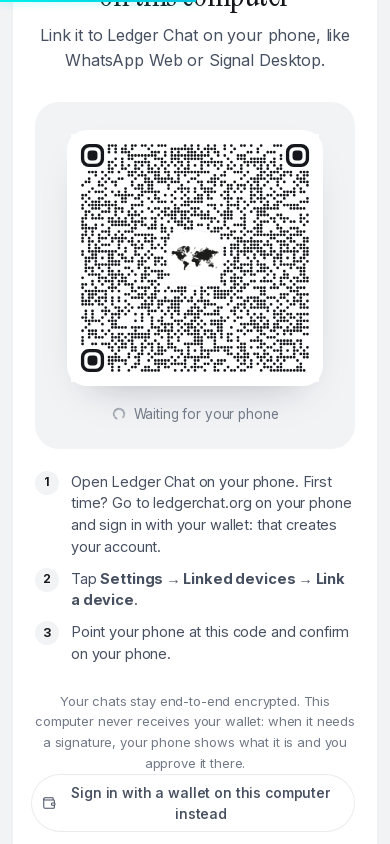 on this computer
Link it to Ledger Chat on your phone, like
WhatsApp Web or Signal Desktop.
Waiting for your phone
1 Open Ledger Chat on your phone. First
time? Go to ledgerchat.org on your phone
and sign in with your wallet: that creates
your account.
2 Tap Settings → Linked devices → Link
a device.
3 Point your phone at this code and confirm
on your phone.
Your chats stay end-to-end encrypted. This
computer never receives your wallet: when it needs
a signature, your phone shows what it is and you
approve it there.
Sign in with a wallet on this computer
instead